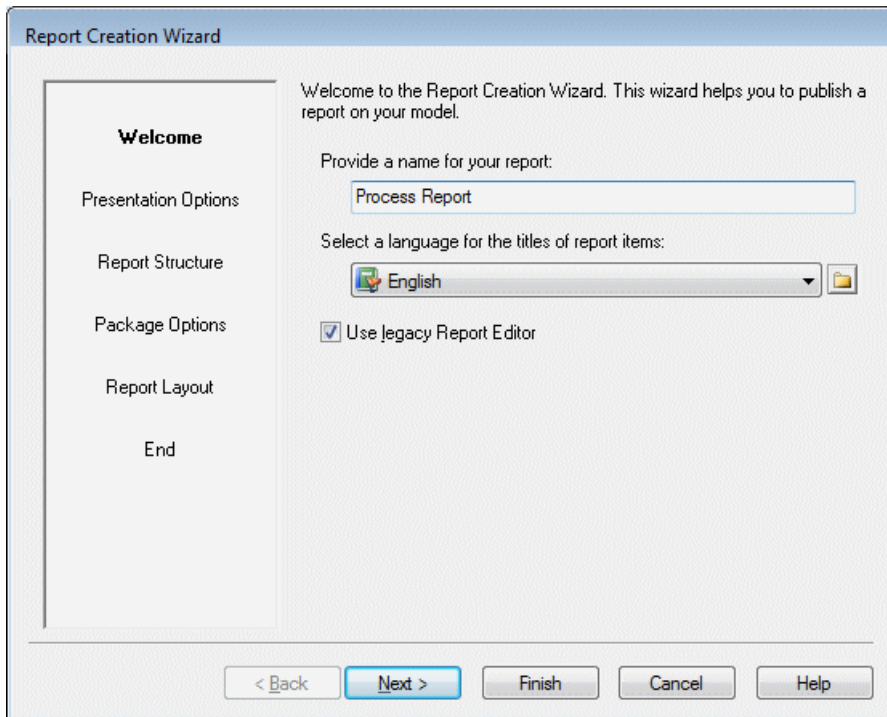 Report Creation Wizard
Welcome
Presentation Options
Report Structure
Package Options
Report Layout
End
Welcome to the Report Creation Wizard. This wizard helps you to publish a
report on your model.
Provide a name for your report:
Process Report
Select a language for the titles of report items:
English
Use legacy Report Editor
< Back
Next >
Finish
Cancel
Help